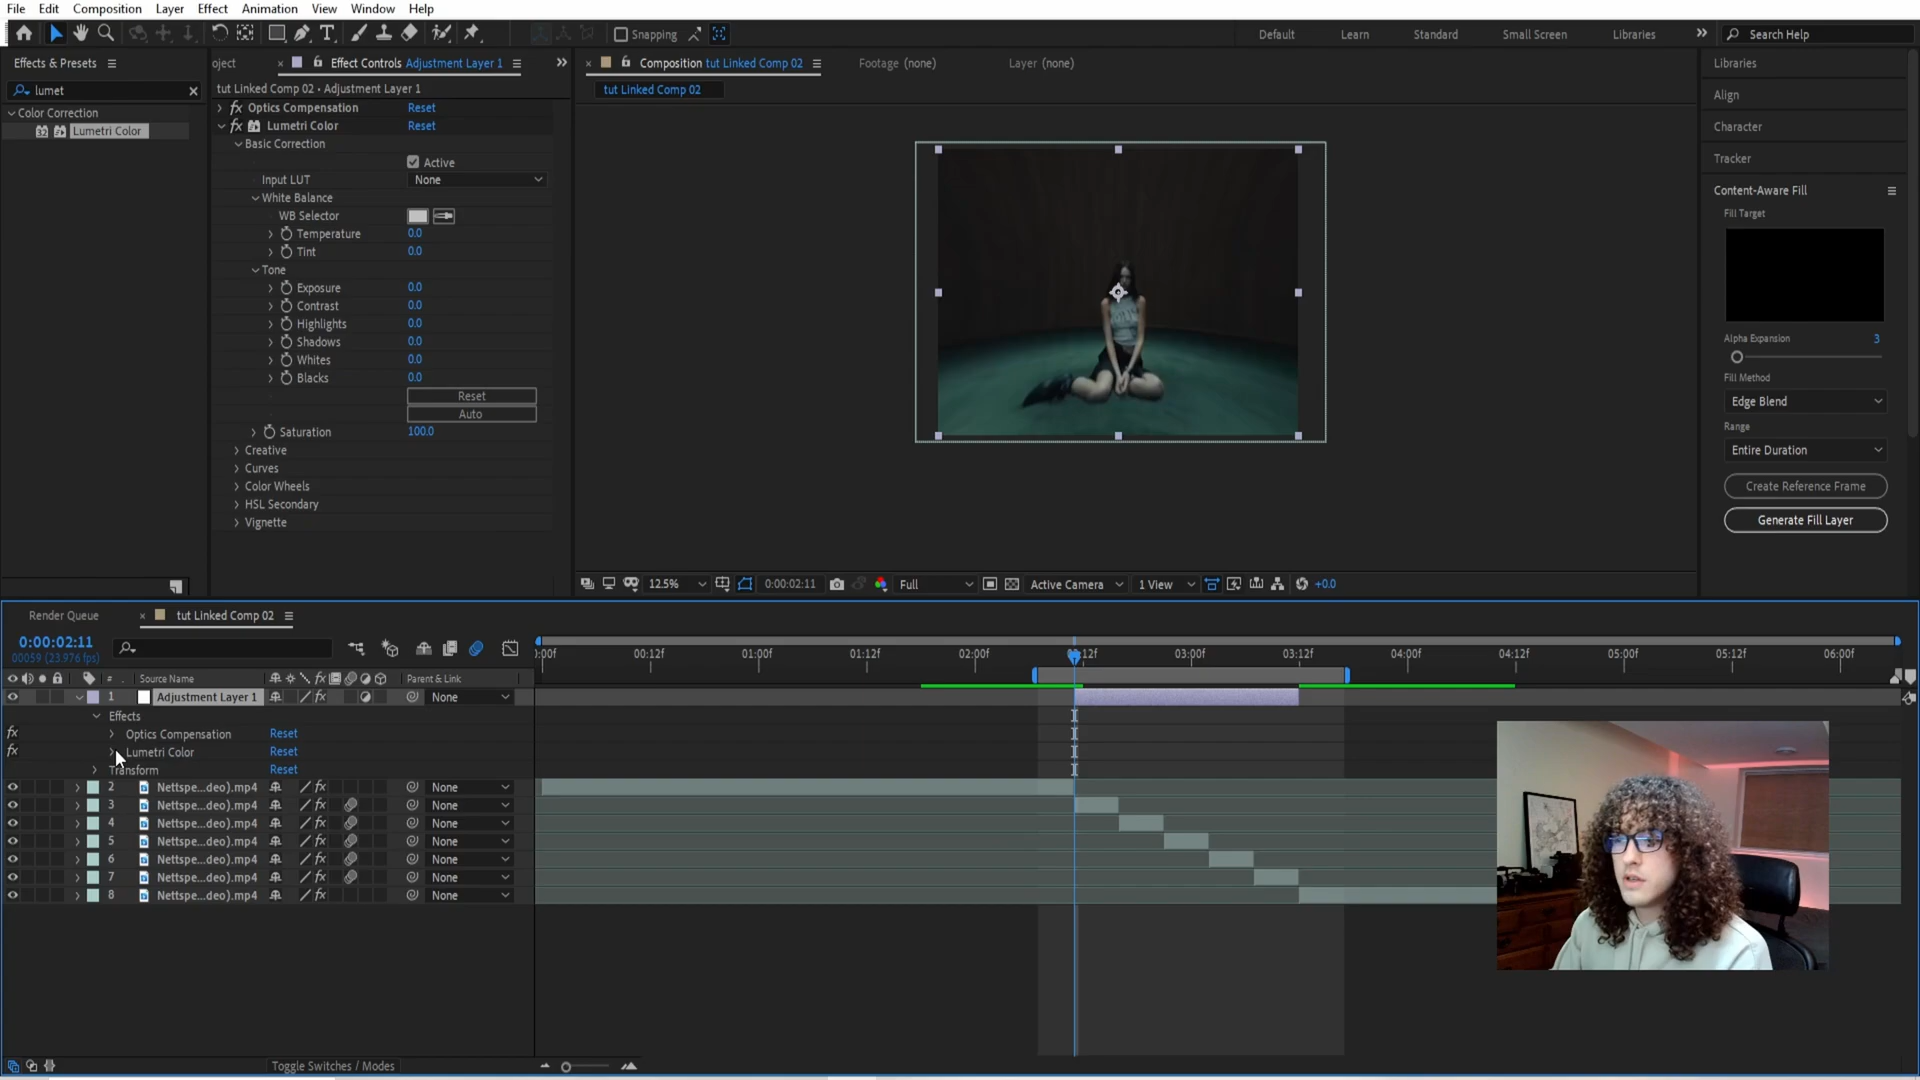 File Edit Composition Layer Effect Animation View Window Help
Snapping Default Learn Standard Small Screen Libraries Search Help
Effects & Presets
lumet
Color Correction
Lumetri Color
oject Effect Controls Adjustment Layer 1
tut Linked Comp 02 • Adjustment Layer 1
fx Optics Compensation Reset
fx Lumetri Color Reset
Basic Correction
Active
Input LUT None
White Balance
WB Selector
Temperature 0.0
Tint 0.0
Tone
Exposure 0.0
Contrast 0.0
Highlights 0.0
Shadows 0.0
Whites 0.0
Blacks 0.0
Reset
Auto
Saturation 100.0
Creative
Curves
Color Wheels
HSL Secondary
Vignette
Composition tut Linked Comp 02 Footage (none) Layer (none)
tut Linked Comp 02
12.5% 0:00:02:11 Full Active Camera 1 View +0.0
Libraries
Align
Character
Tracker
Content-Aware Fill
Fill Target
Alpha Expansion 3
Fill Method
Edge Blend
Range
Entire Duration
Create Reference Frame
Generate Fill Layer
Render Queue tut Linked Comp 02
0:00:02:11
00059 (23.976 fps)
:00f 00:12f 01:00f 01:12f 02:00f 12f 03:00f 03:12f 04:00f 04:12f 05:00f 05:12f 06:00f
# Source Name fx Parent & Link
1 Adjustment Layer 1 None
Effects
fx Optics Compensation Reset
fx Lumetri Color Reset
Transform Reset
2 Nettspe...deo).mp4 fx None
3 Nettspe...deo).mp4 fx None
4 Nettspe...deo).mp4 fx None
5 Nettspe...deo).mp4 fx None
6 Nettspe...deo).mp4 fx None
7 Nettspe...deo).mp4 fx None
8 Nettspe...deo).mp4 fx None
Toggle Switches / Modes